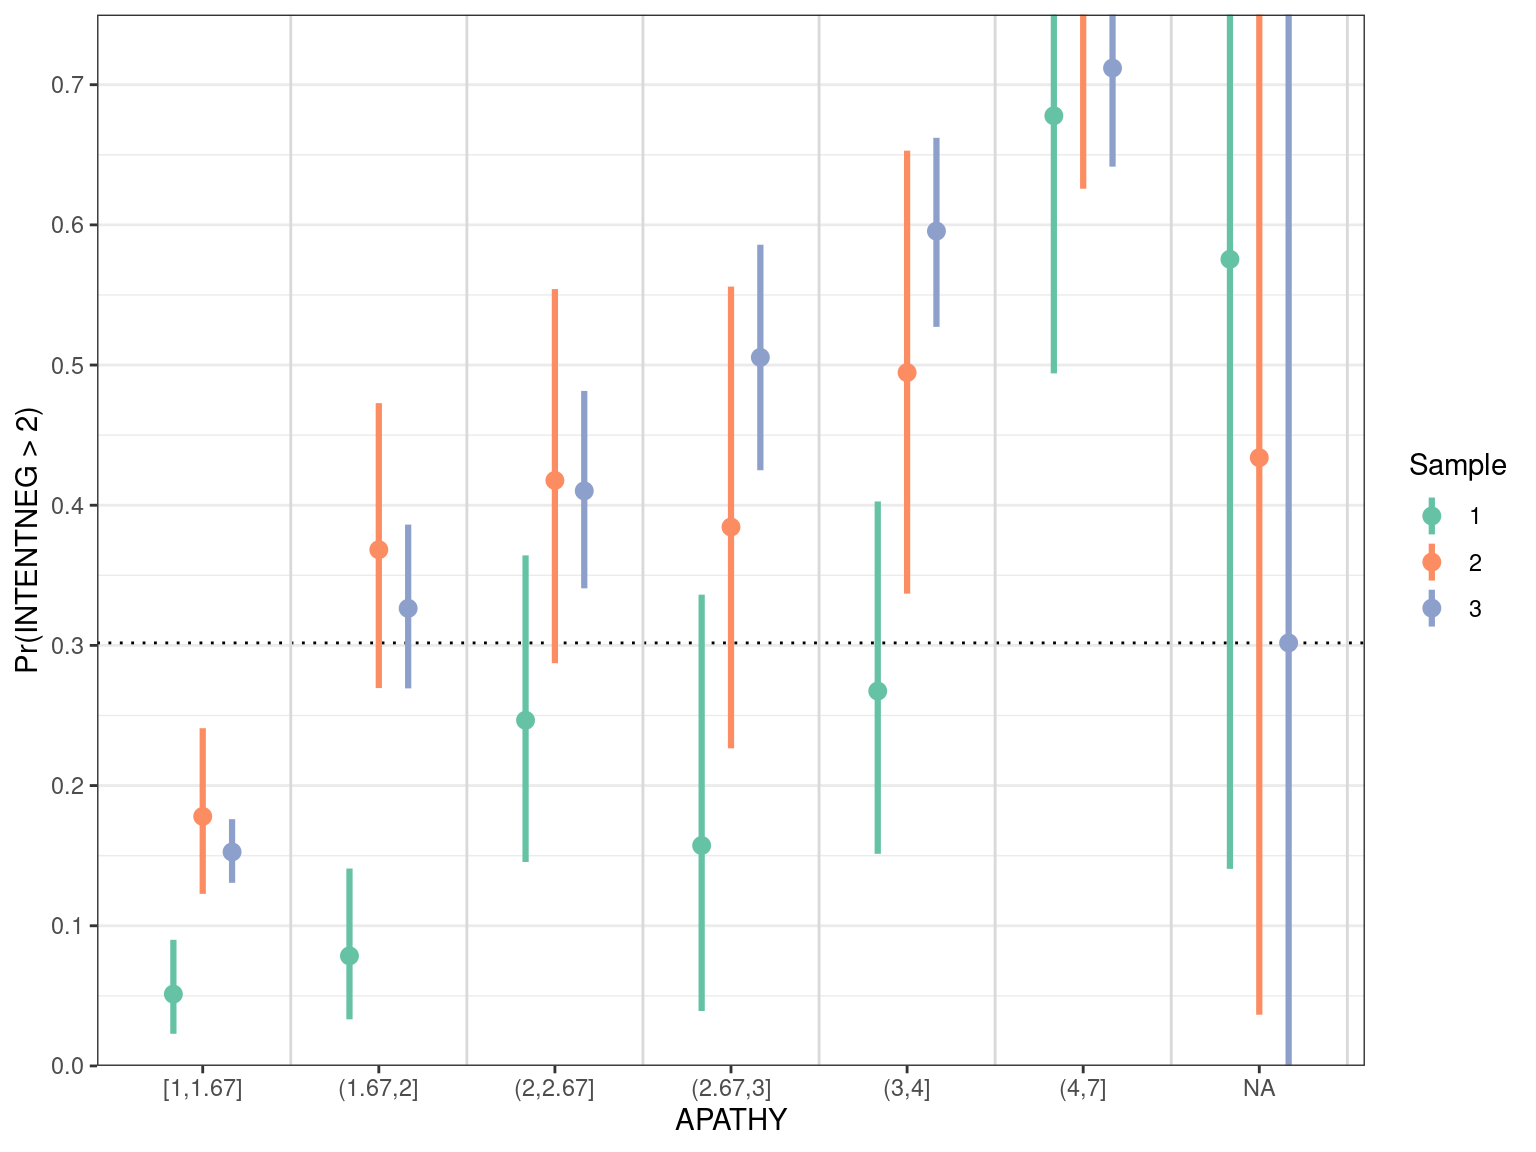 0.7
0.6
0.5
0.4
0.3
0.2
0.1
0.0
Pr(INTENTNEG > 2)
[1,1.67] (1.67,2] (2,2.67] (2.67,3] (3,4] (4,7] NA
APATHY
Sample
1
2
3